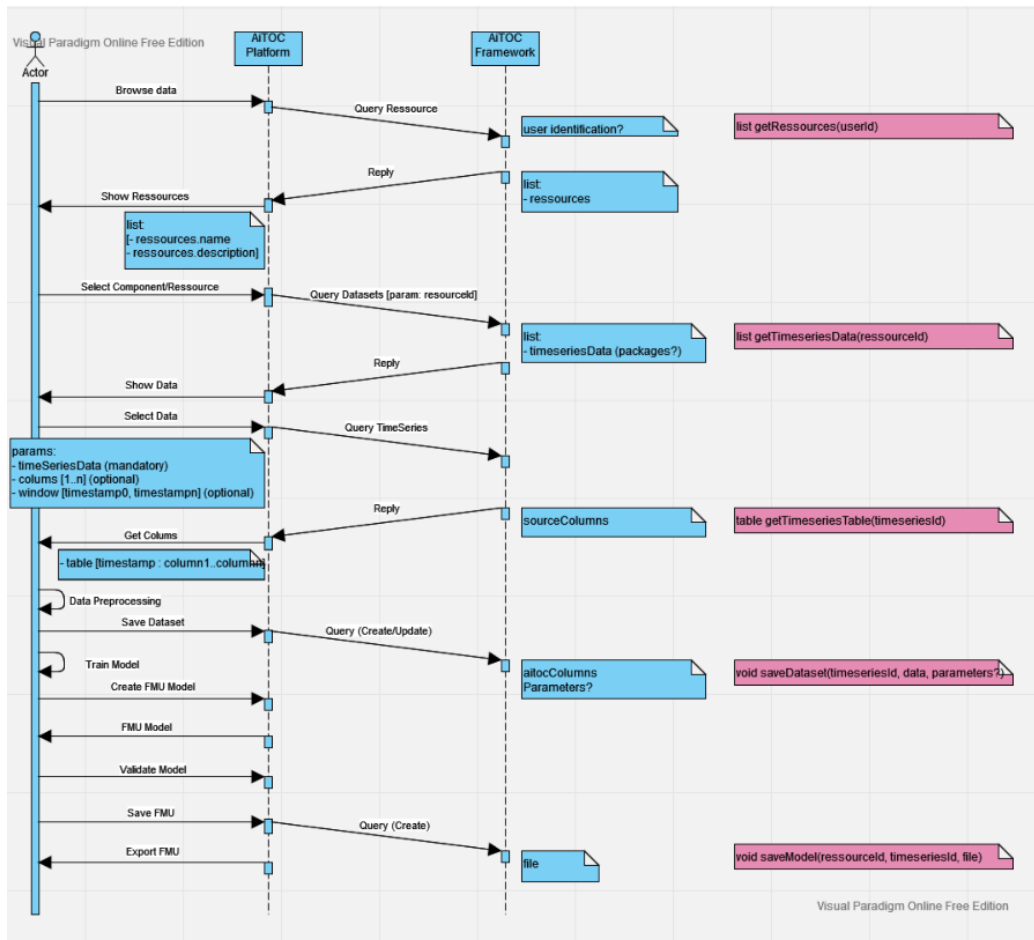 Visual Paradigm Online Free Edition
Actor
AiTOC
Platform
AiTOC
Framework
Browse data
Query Ressource
user identification?
list getRessources(userId)
Reply
list:
- ressources
Show Ressources
list:
[- ressources.name
- ressources.description]
Select Component/Ressource
Query Datasets [param: resourceId]
list:
- timeseriesData (packages?)
list getTimeseriesData(ressourceId)
Reply
Show Data
Select Data
Query TimeSeries
params:
- timeSeriesData (mandatory)
- colums [1..n] (optional)
- window [timestamp0, timestampn] (optional)
Reply
sourceColumns
table getTimeseriesTable(timeseriesId)
Get Colums
- table [timestamp : column1..columnn]
Data Preprocessing
Save Dataset
Query (Create/Update)
Train Model
aitocColumns
Parameters?
void saveDataset(timeseriesId, data, parameters?)
Create FMU Model
FMU Model
Validate Model
Save FMU
Query (Create)
Export FMU
file
void saveModel(ressourceId, timeseriesId, file)
Visual Paradigm Online Free Edition